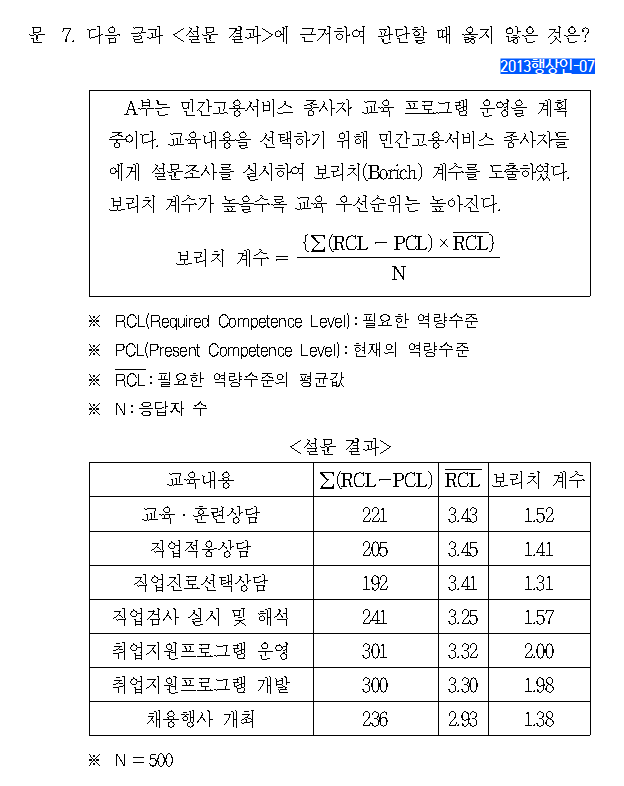 문 7. 다음 글과 <설문 결과>에 근거하여 판단할 때 옳지 않은 것은?
2013행상인-07
A부는 민간고용서비스 종사자 교육 프로그램 운영을 계획
중이다. 교육내용을 선택하기 위해 민간고용서비스 종사자들
에게 설문조사를 실시하여 보리치(Borich) 계수를 도출하였다.
보리치 계수가 높을수록 교육 우선순위는 높아진다.
보리치 계수 = {∑(RCL - PCL) × R̅C̅L̅} / N
※ RCL(Required Competence Level) : 필요한 역량수준
※ PCL(Present Competence Level) : 현재의 역량수준
※ R̅C̅L̅ : 필요한 역량수준의 평균값
※ N : 응답자 수
<설문 결과>
교육내용 ∑(RCL-PCL) R̅C̅L̅ 보리치 계수
교육·훈련상담 221 3.43 1.52
직업적응상담 205 3.45 1.41
직업진로선택상담 192 3.41 1.31
직업검사 실시 및 해석 241 3.25 1.57
취업지원프로그램 운영 301 3.32 2.00
취업지원프로그램 개발 300 3.30 1.98
채용행사 개최 236 2.93 1.38
※ N = 500